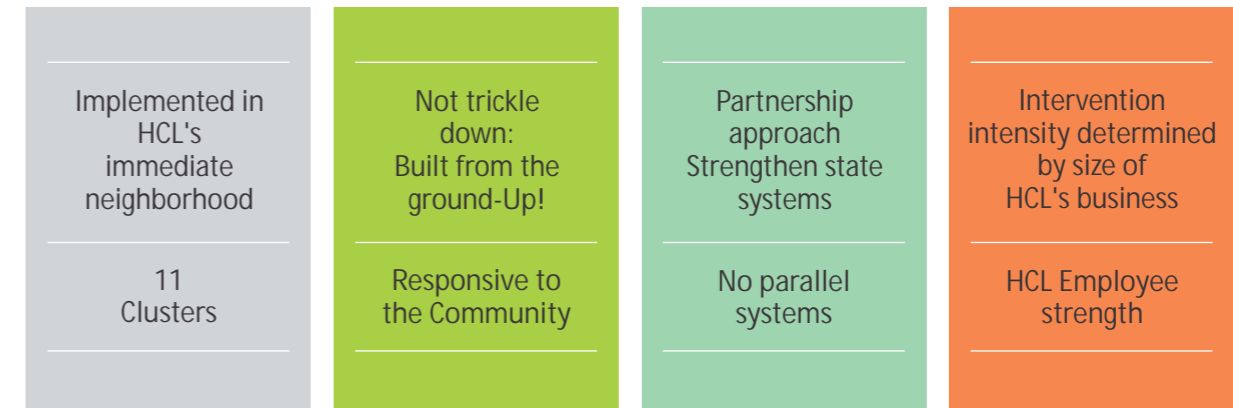 Implemented in
HCL's
immediate
neighborhood
11
Clusters
Not trickle
down:
Built from the
ground-Up!
Responsive to
the Community
Partnership
approach
Strengthen state
systems
No parallel
systems
Intervention
intensity determined
by size of
HCL's business
HCL Employee
strength